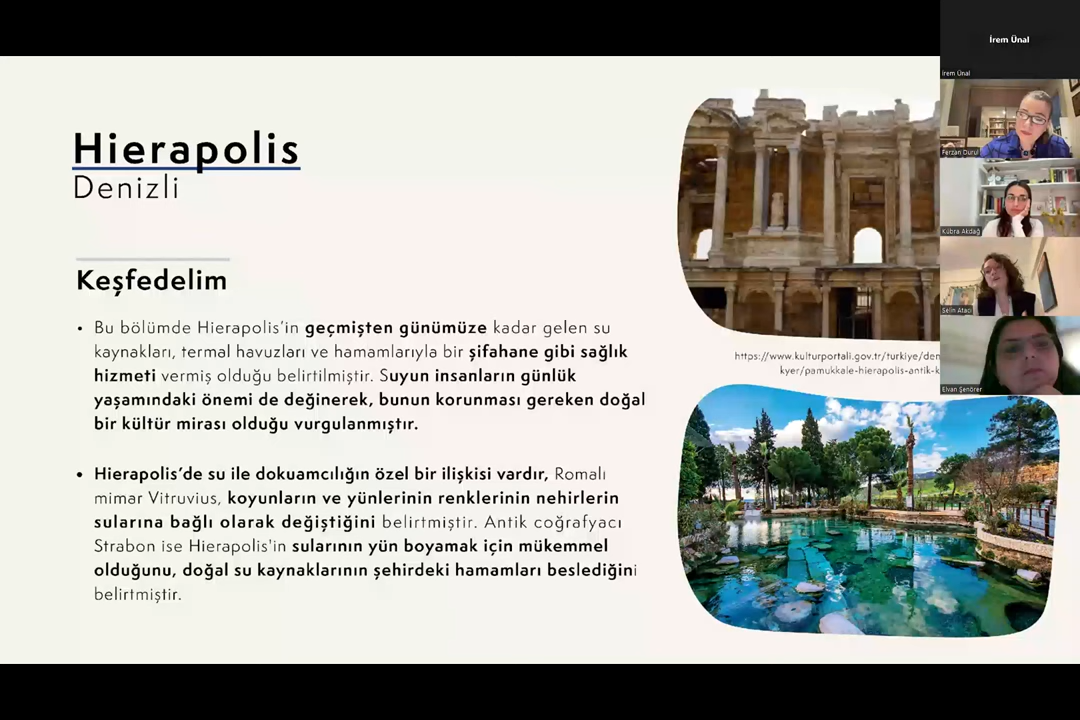 Hierapolis
Denizli
Keşfedelim
• Bu bölümde Hierapolis’in geçmişten günümüze kadar gelen su
kaynakları, termal havuzları ve hamamlarıyla bir şifahane gibi sağlık
hizmeti vermiş olduğu belirtilmiştir. Suyun insanların günlük
yaşamındaki önemi de değinerek, bunun korunması gereken doğal
bir kültür mirası olduğu vurgulanmıştır.
• Hierapolis’de su ile dokuamcılığın özel bir ilişkisi vardır, Romalı
mimar Vitruvius, koyunların ve yünlerinin renklerinin nehirlerin
sularına bağlı olarak değiştiğini belirtmiştir. Antik coğrafyacı
Strabon ise Hierapolis'in sularının yün boyamak için mükemmel
olduğunu, doğal su kaynaklarının şehirdeki hamamları beslediğini
belirtmiştir.
https://www.kulturportali.gov.tr/turkiye/den
kyer/pamukkale-hierapolis-antik-k
İrem Ünal
İrem Ünal
Ferzan Durul
Kübra Akdağ
Selin Atacı
Elvan Şenörer